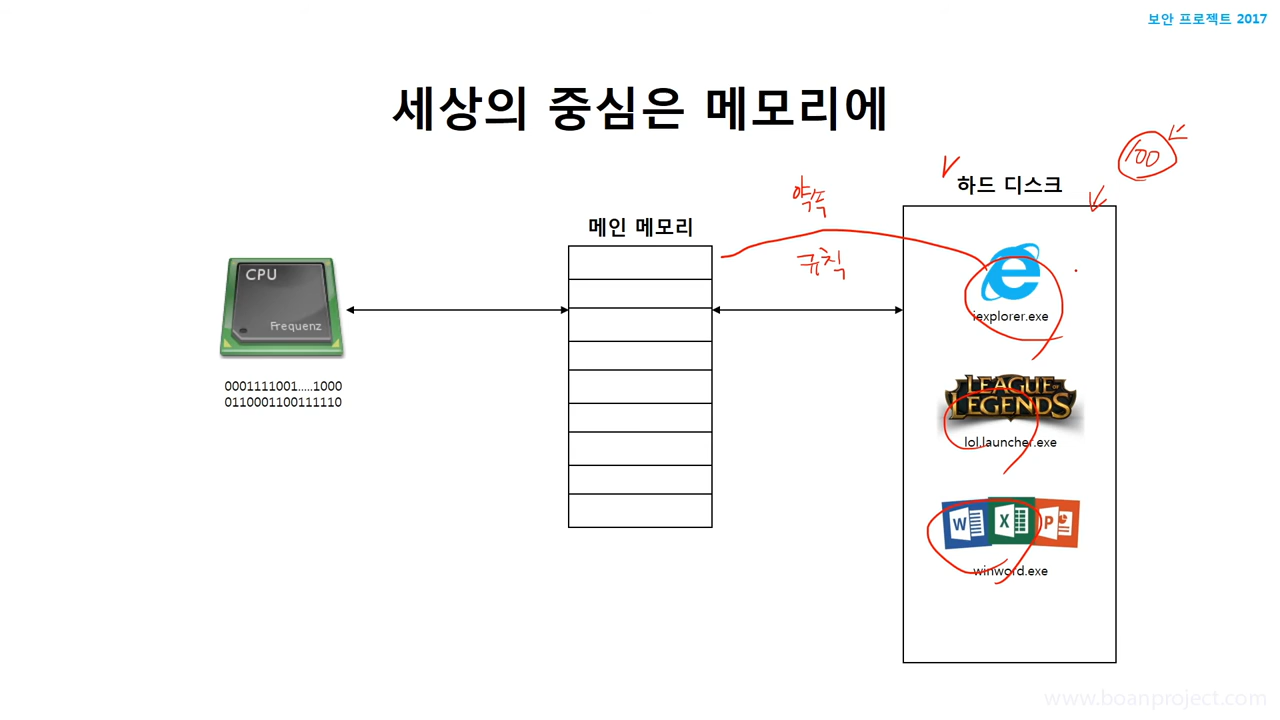 보안 프로젝트 2017
세상의 중심은 메모리에
100
하드 디스크
약속
메인 메모리
규칙
CPU
Frequenz
iexplorer.exe
0001111001.....1000
0110001100111110
LEAGUE OF
LEGENDS
lol.launcher.exe
W X P
winword.exe
www.boanproject.com